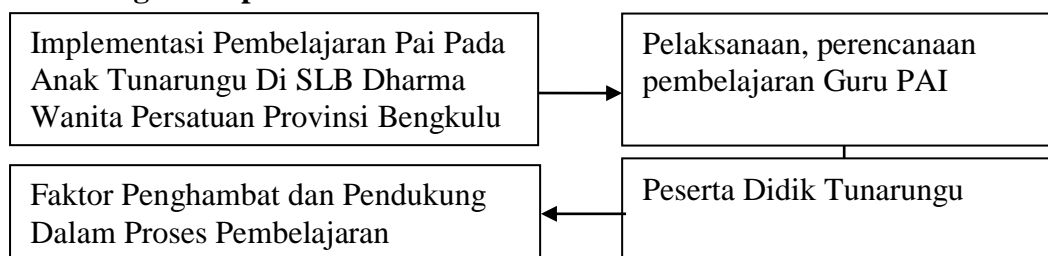 Implementasi Pembelajaran Pai Pada
Anak Tunarungu Di SLB Dharma
Wanita Persatuan Provinsi Bengkulu
Pelaksanaan, perencanaan
pembelajaran Guru PAI
Peserta Didik Tunarungu
Faktor Penghambat dan Pendukung
Dalam Proses Pembelajaran